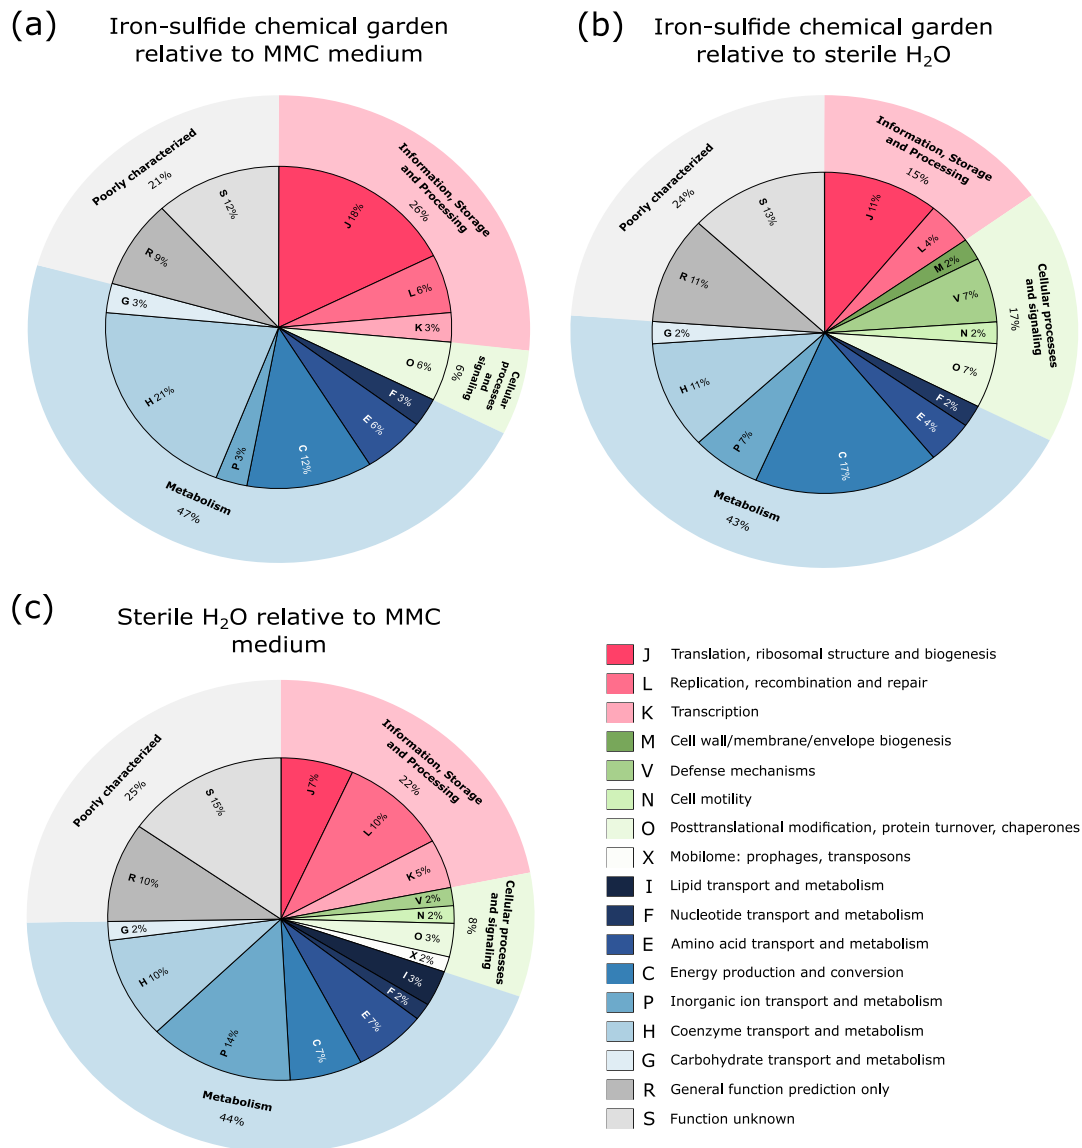 (a)
Iron-sulfide chemical garden
relative to MMC medium
Poorly characterized
21%
Information, Storage
and Processing
26%
S 12%
J 18%
R 9%
L 6%
G 3%
K 3%
O 6%
Cellular
processes
and
signaling
6%
H 21%
F 3%
E 6%
P 3%
C 12%
Metabolism
47%
(b)
Iron-sulfide chemical garden
relative to sterile H₂O
Poorly characterized
24%
Information, Storage
and Processing
15%
S 13%
J 11%
L 4%
M 2%
R 11%
V 7%
Cellular processes
and signaling
17%
G 2%
N 2%
H 11%
O 7%
F 2%
E 4%
P 7%
C 17%
Metabolism
43%
(c)
Sterile H₂O relative to MMC
medium
Poorly characterized
25%
Information, Storage
and Processing
22%
S 15%
J 7%
L 10%
K 5%
R 10%
V 2%
N 2%
Cellular processes
and signaling
8%
G 2%
O 3%
X 2%
H 10%
I 3%
F 2%
E 7%
P 14%
C 7%
Metabolism
44%
J Translation, ribosomal structure and biogenesis
L Replication, recombination and repair
K Transcription
M Cell wall/membrane/envelope biogenesis
V Defense mechanisms
N Cell motility
O Posttranslational modification, protein turnover, chaperones
X Mobilome: prophages, transposons
I Lipid transport and metabolism
F Nucleotide transport and metabolism
E Amino acid transport and metabolism
C Energy production and conversion
P Inorganic ion transport and metabolism
H Coenzyme transport and metabolism
G Carbohydrate transport and metabolism
R General function prediction only
S Function unknown